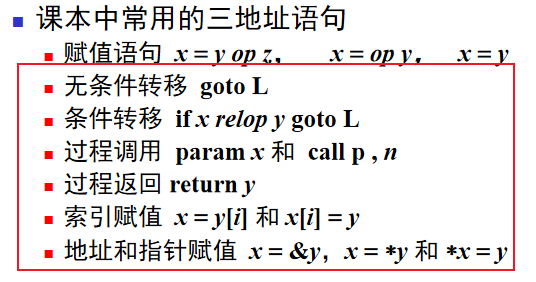 课本中常用的三地址语句
赋值语句 x = y op z, x = op y, x = y
无条件转移 goto L
条件转移 if x relop y goto L
过程调用 param x 和 call p , n
过程返回 return y
索引赋值 x = y[i] 和 x[i] = y
地址和指针赋值 x = &y, x = *y 和 *x = y